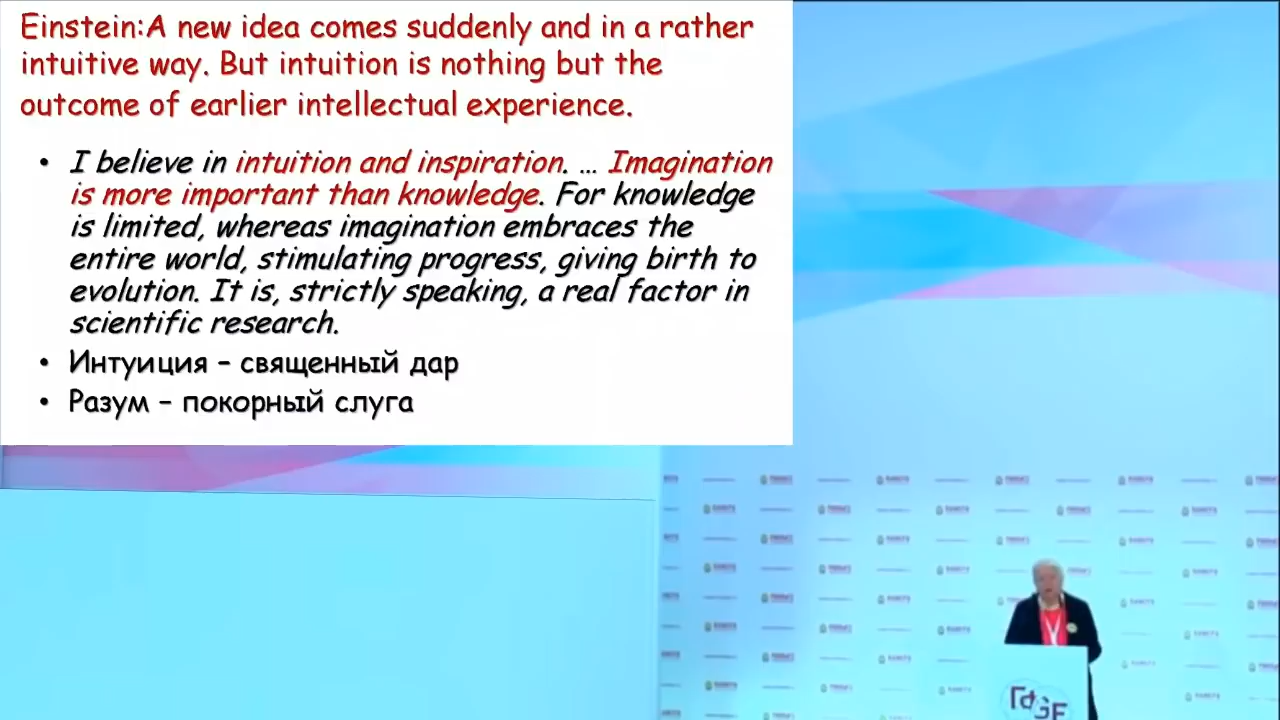 Einstein:A new idea comes suddenly and in a rather
intuitive way. But intuition is nothing but the
outcome of earlier intellectual experience.
• I believe in intuition and inspiration. … Imagination
is more important than knowledge. For knowledge
is limited, whereas imagination embraces the
entire world, stimulating progress, giving birth to
evolution. It is, strictly speaking, a real factor in
scientific research.
• Интуиция – священный дар
• Разум – покорный слуга